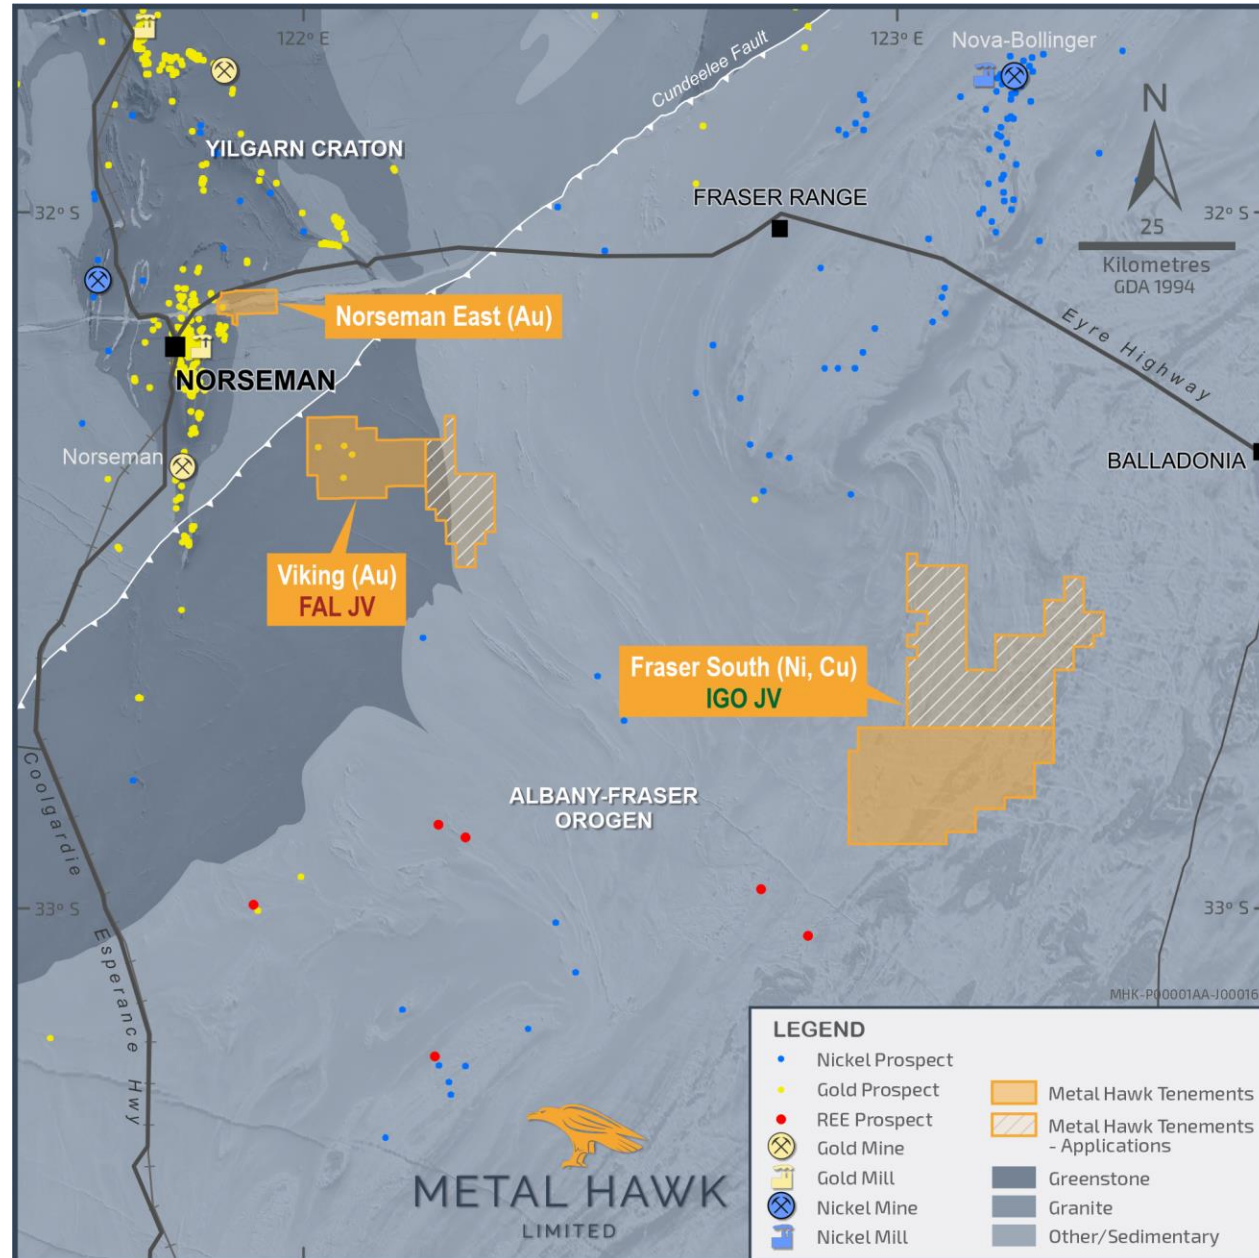 122° E
123° E
Nova-Bollinger
Cundeelee Fault
N
YILGARN CRATON
FRASER RANGE
32° S
32° S
25
Kilometres
GDA 1994
Norseman East (Au)
Eyre Highway
NORSEMAN
Norseman
BALLADONIA
Viking (Au)
FAL JV
Fraser South (Ni, Cu)
IGO JV
ALBANY-FRASER
OROGEN
Coolgardie
Esperance Hwy
33° S
33° S
MHK-P00001AA-J00016
METAL HAWK
LIMITED
LEGEND
Nickel Prospect
Gold Prospect
REE Prospect
Gold Mine
Gold Mill
Nickel Mine
Nickel Mill
Metal Hawk Tenements
Metal Hawk Tenements
- Applications
Greenstone
Granite
Other/Sedimentary